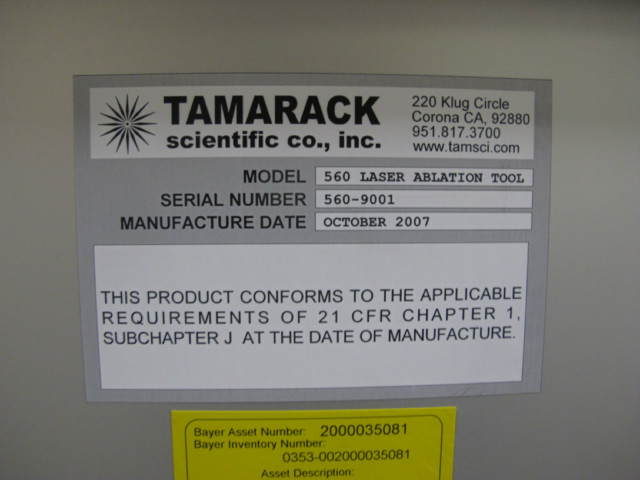 TAMARACK
scientific co., inc.
220 Klug Circle
Corona CA, 92880
951.817.3700
www.tamsci.com
MODEL 560 LASER ABLATION TOOL
SERIAL NUMBER 560-9001
MANUFACTURE DATE OCTOBER 2007
THIS PRODUCT CONFORMS TO THE APPLICABLE
REQUIREMENTS OF 21 CFR CHAPTER 1,
SUBCHAPTER J AT THE DATE OF MANUFACTURE.
Bayer Asset Number: 2000035081
Bayer Inventory Number:
0353-002000035081
Asset Description: